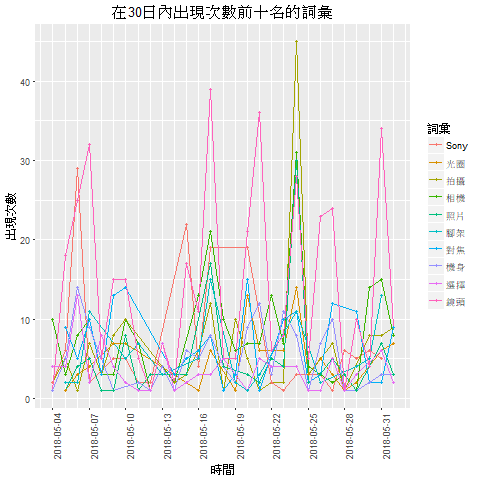 在30日內出現次數前十名的詞彙
出現次數
40
30
20
10
0
2018-05-04
2018-05-07
2018-05-10
2018-05-13
2018-05-16
2018-05-19
2018-05-22
2018-05-25
2018-05-28
2018-05-31
時間
詞彙
Sony
光圈
拍攝
相機
照片
腳架
對焦
機身
選擇
鏡頭